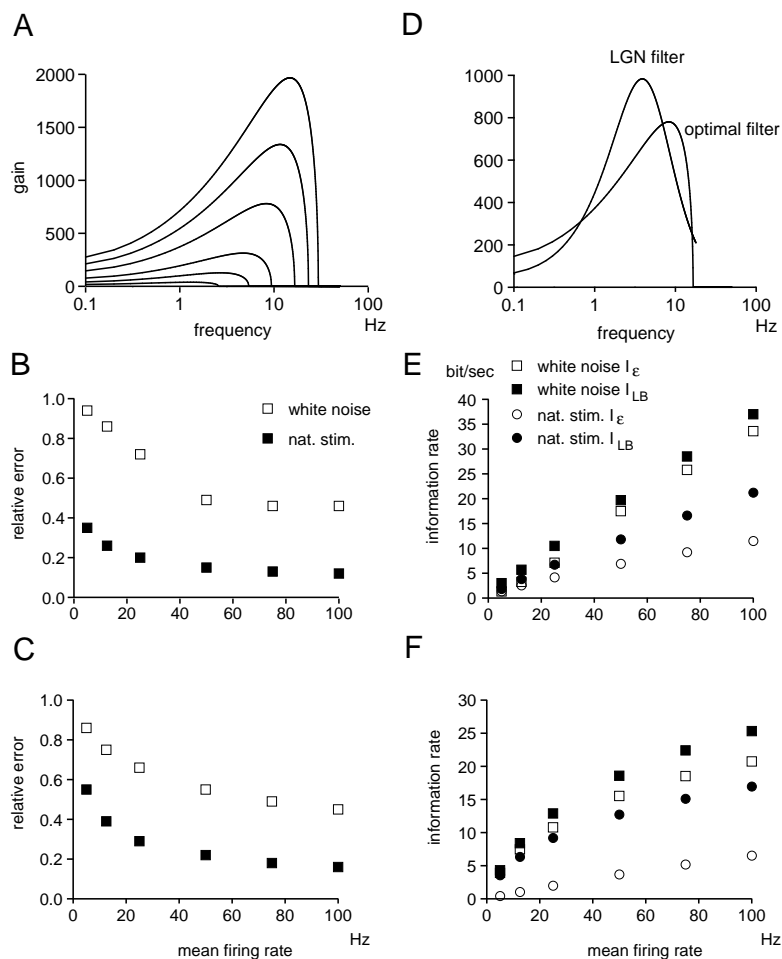 A
2000
1500
1000
500
0
gain
0.1
1
10
100
frequency
Hz
D
LGN filter
optimal filter
1000
800
600
400
200
0
0.1
1
10
100
frequency
Hz
B
1.0
0.8
0.6
0.4
0.2
0.0
relative error
white noise
nat. stim.
0
20
40
60
80
100
E
bit/sec
white noise I ε
white noise I LB
nat. stim. I ε
nat. stim. I LB
40
35
30
25
20
15
10
5
0
information rate
0
20
40
60
80
100
C
1.0
0.8
0.6
0.4
0.2
0.0
relative error
0
20
40
60
80
100
Hz
mean firing rate
F
30
25
20
15
10
5
0
information rate
0
20
40
60
80
100
Hz
mean firing rate